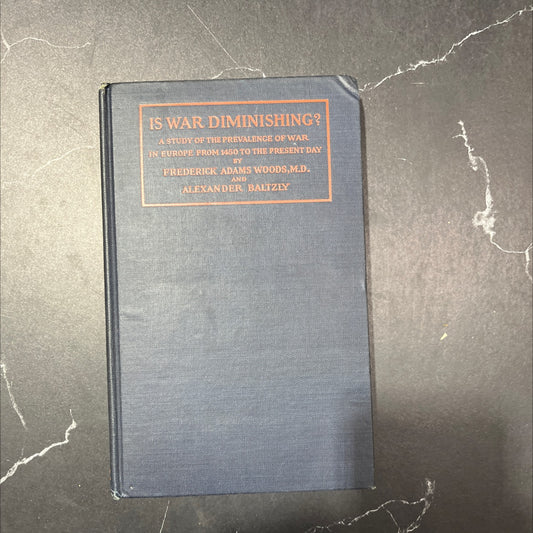 IS WAR DIMINISHING?
A STUDY OF THE PREVALENCE OF WAR
IN EUROPE FROM 1450 TO THE PRESENT DAY
BY
FREDERICK ADAMS WOODS, M.D.
AND
ALEXANDER BALTZLY